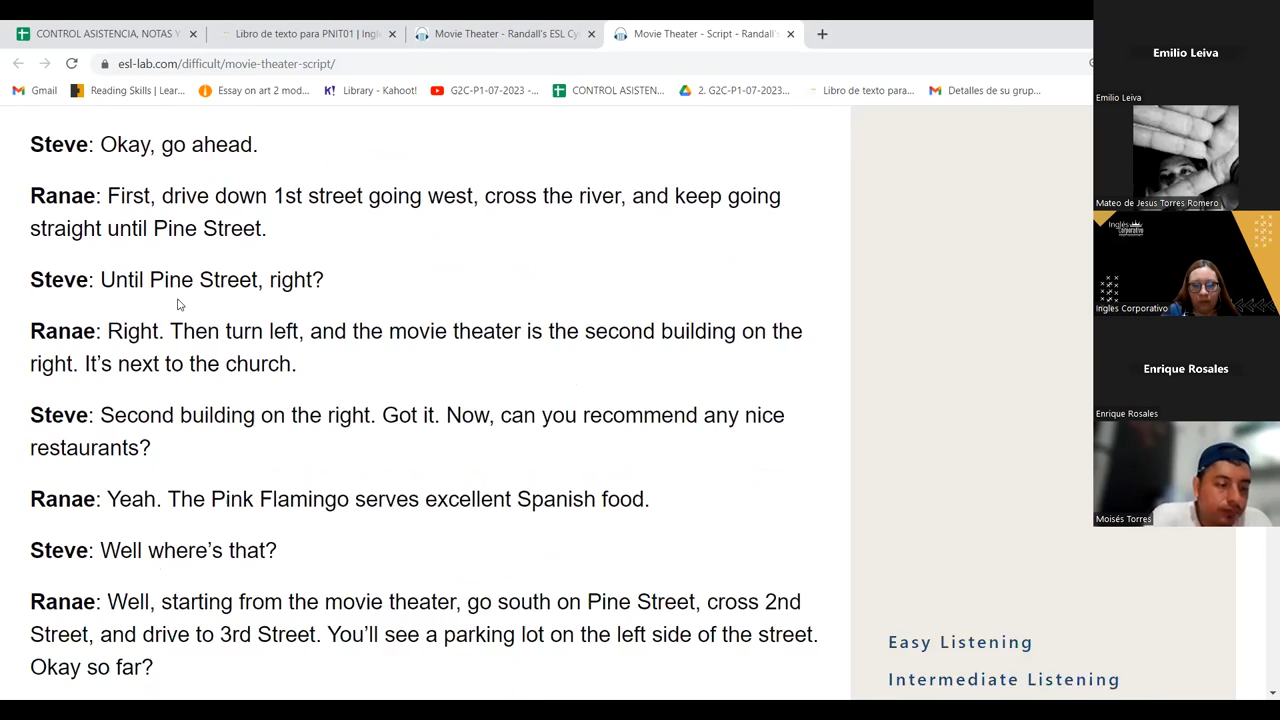 CONTROL ASISTENCIA, NOTAS Y
Libro de texto para PNIT01 | Ingl
Movie Theater - Randall's ESL Cy
Movie Theater - Script - Randall's
esl-lab.com/difficult/movie-theater-script/
Gmail
Reading Skills | Lear...
Essay on art 2 mod...
Library - Kahoot!
G2C-P1-07-2023 -...
CONTROL ASISTEN...
2. G2C-P1-07-2023...
Libro de texto para...
Detalles de su grup...
Steve: Okay, go ahead.
Ranae: First, drive down 1st street going west, cross the river, and keep going
straight until Pine Street.
Steve: Until Pine Street, right?
Ranae: Right. Then turn left, and the movie theater is the second building on the
right. It’s next to the church.
Steve: Second building on the right. Got it. Now, can you recommend any nice
restaurants?
Ranae: Yeah. The Pink Flamingo serves excellent Spanish food.
Steve: Well where’s that?
Ranae: Well, starting from the movie theater, go south on Pine Street, cross 2nd
Street, and drive to 3rd Street. You’ll see a parking lot on the left side of the street.
Okay so far?
Easy Listening
Intermediate Listening
Emilio Leiva
Emilio Leiva
Mateo de Jesus Torres Romero
Inglés
Corporativo
Ingles Corporativo
Enrique Rosales
Enrique Rosales
Moisés Torres